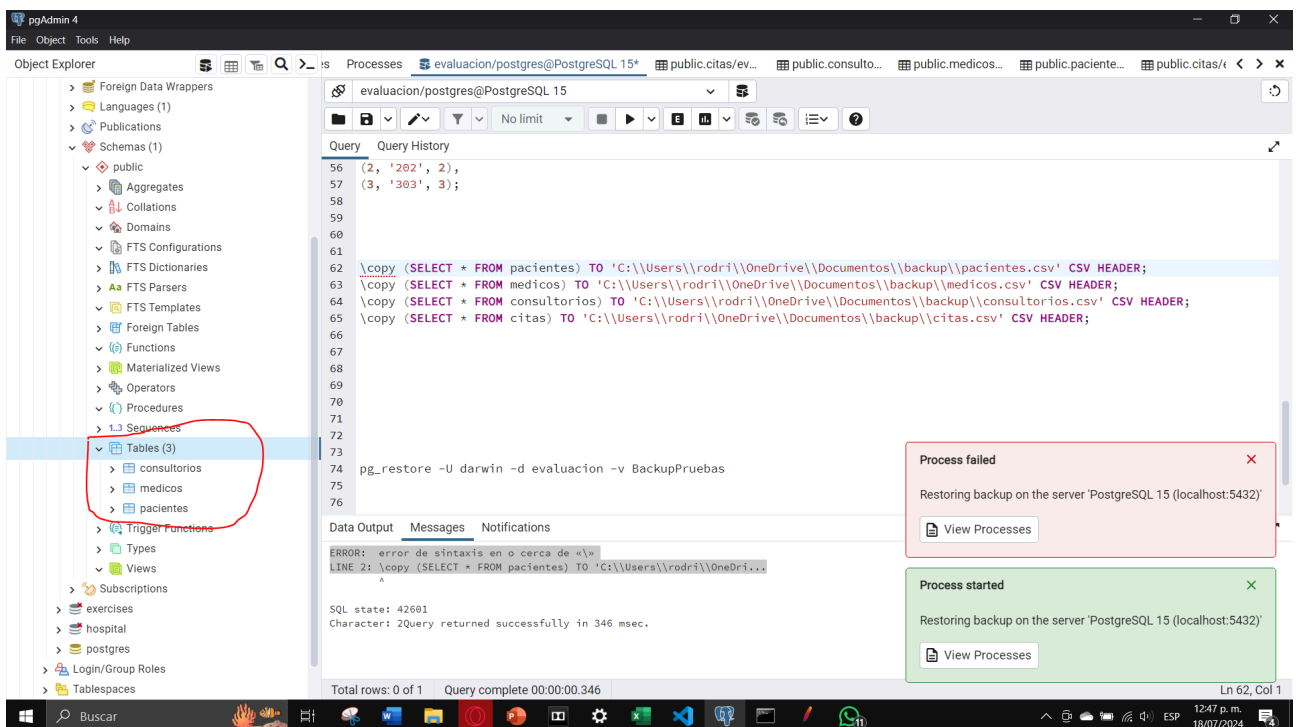 pgAdmin 4
File Object Tools Help
Object Explorer
Processes
evaluacion/postgres@PostgreSQL 15*
public.citas/ev...
public.consulto...
public.medicos...
public.paciente...
public.citas/e
Foreign Data Wrappers
Languages (1)
Publications
Schemas (1)
public
Aggregates
Collations
Domains
FTS Configurations
FTS Dictionaries
FTS Parsers
FTS Templates
Foreign Tables
Functions
Materialized Views
Operators
Procedures
1..3 Sequences
Tables (3)
consultorios
medicos
pacientes
Trigger Functions
Types
Views
Subscriptions
exercises
hospital
postgres
Login/Group Roles
Tablespaces
evaluacion/postgres@PostgreSQL 15
No limit
Query Query History
56 (2, '202', 2),
57 (3, '303', 3);
58
59
60
61
62 \copy (SELECT * FROM pacientes) TO 'C:\\Users\\rodri\\OneDrive\\Documentos\\backup\\pacientes.csv' CSV HEADER;
63 \copy (SELECT * FROM medicos) TO 'C:\\Users\\rodri\\OneDrive\\Documentos\\backup\\medicos.csv' CSV HEADER;
64 \copy (SELECT * FROM consultorios) TO 'C:\\Users\\rodri\\OneDrive\\Documentos\\backup\\consultorios.csv' CSV HEADER;
65 \copy (SELECT * FROM citas) TO 'C:\\Users\\rodri\\OneDrive\\Documentos\\backup\\citas.csv' CSV HEADER;
66
67
68
69
70
71
72
73
74 pg_restore -U darwin -d evaluacion -v BackupPruebas
75
76
Data Output Messages Notifications
ERROR: error de sintaxis en o cerca de «\»
LINE 2: \copy (SELECT * FROM pacientes) TO 'C:\\Users\\rodri\\OneDri...
^
SQL state: 42601
Character: 2Query returned successfully in 346 msec.
Process failed
Restoring backup on the server 'PostgreSQL 15 (localhost:5432)'
View Processes
Process started
Restoring backup on the server 'PostgreSQL 15 (localhost:5432)'
View Processes
Total rows: 0 of 1 Query complete 00:00:00.346
Ln 62, Col 1
Buscar
ESP
12:47 p. m.
18/07/2024